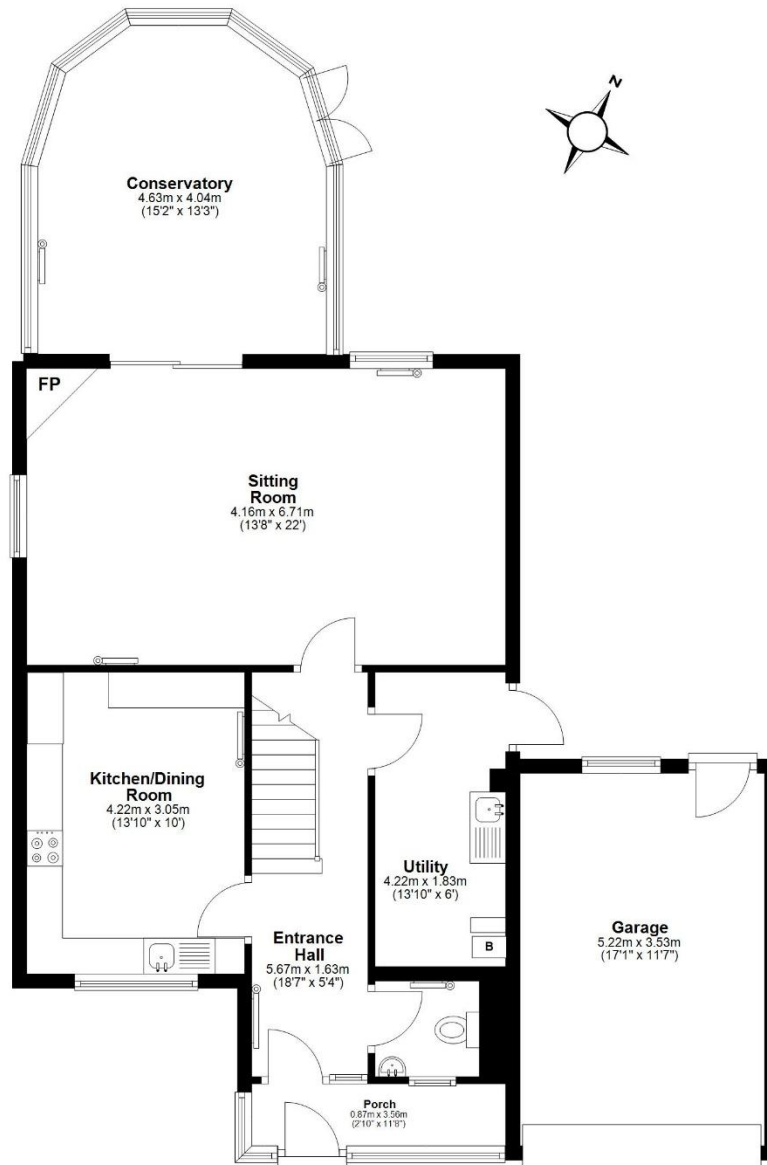 N
Conservatory
4.63m x 4.04m
(15'2" x 13'3")
FP
Sitting
Room
4.16m x 6.71m
(13'8" x 22')
Kitchen/Dining
Room
4.22m x 3.05m
(13'10" x 10')
Utility
4.22m x 1.83m
(13'10" x 6')
B
Garage
5.22m x 3.53m
(17'1" x 11'7")
Entrance
Hall
5.67m x 1.63m
(18'7" x 5'4")
Porch
0.87m x 3.56m
(2'10" x 11'8")